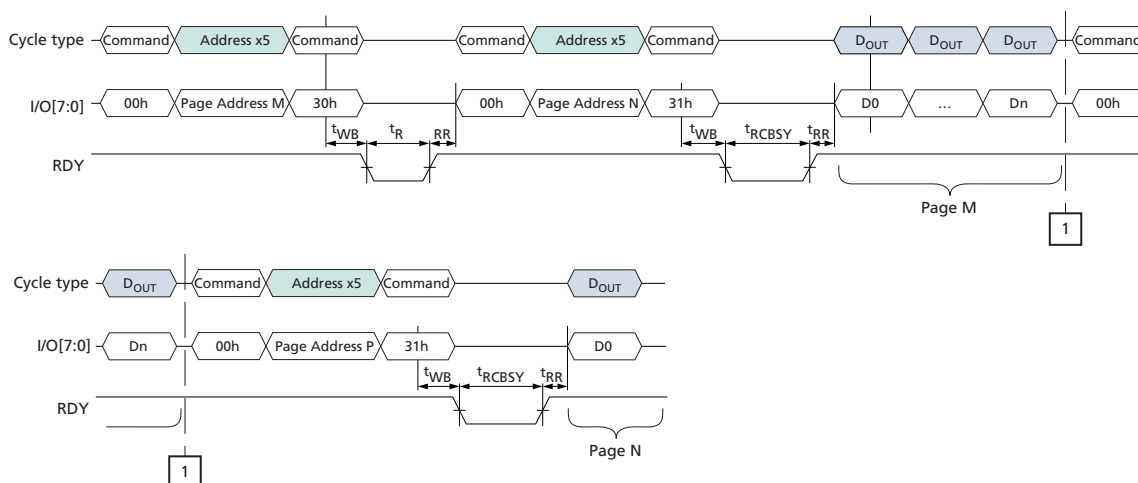 Cycle type Command Address x5 Command Command Address x5 Command DOUT DOUT DOUT Command
I/O[7:0] 00h Page Address M 30h 00h Page Address N 31h D0 … Dn 00h
tWB tR RR tWB tRCBSY tRR
RDY
Page M
1
Cycle type DOUT Command Address x5 Command DOUT
I/O[7:0] Dn 00h Page Address P 31h D0
tWB tRCBSY tRR
RDY
Page N
1